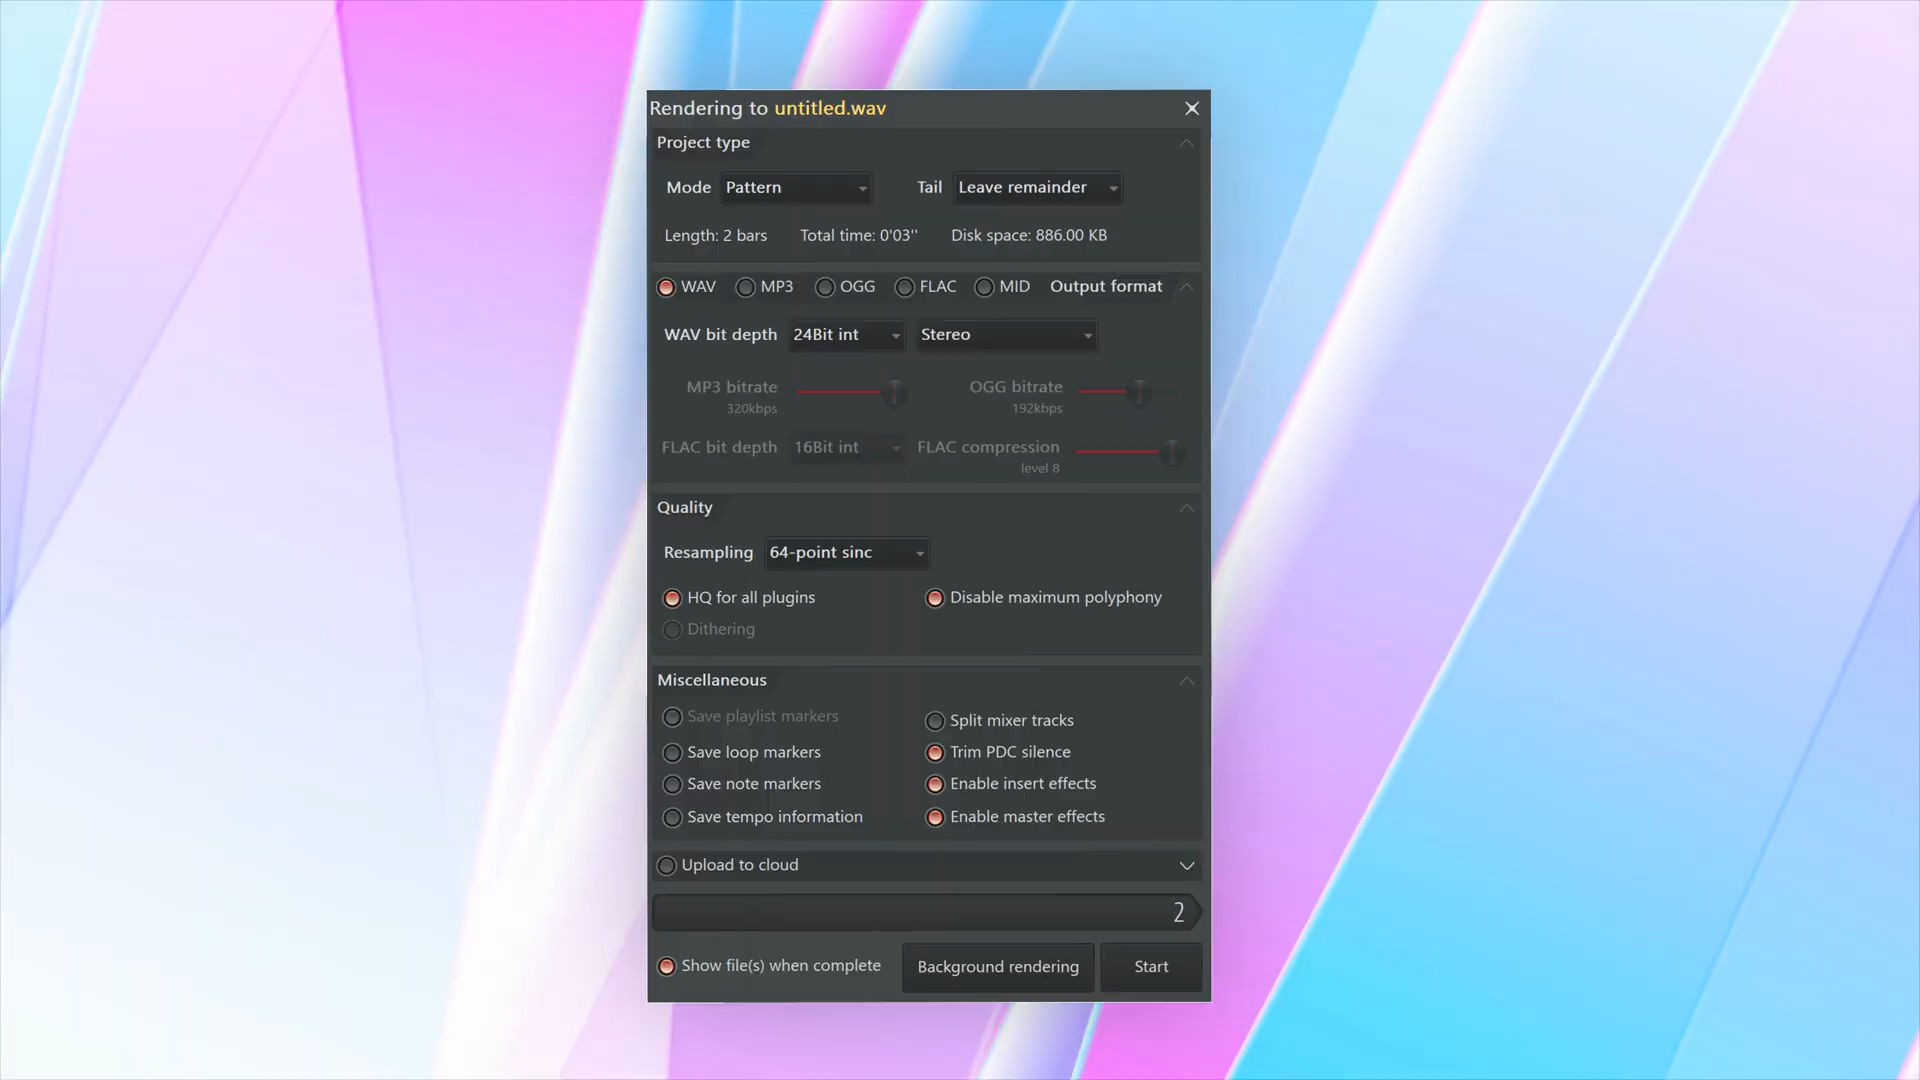 Rendering to untitled.wav
Project type
Mode Pattern Tail Leave remainder
Length: 2 bars Total time: 0'03'' Disk space: 886.00 KB
WAV MP3 OGG FLAC MID Output format
WAV bit depth 24Bit int Stereo
MP3 bitrate OGG bitrate
320kbps 192kbps
FLAC bit depth 16Bit int FLAC compression
level 8
Quality
Resampling 64-point sinc
HQ for all plugins Disable maximum polyphony
Dithering
Miscellaneous
Save playlist markers Split mixer tracks
Save loop markers Trim PDC silence
Save note markers Enable insert effects
Save tempo information Enable master effects
Upload to cloud
2
Show file(s) when complete Background rendering Start